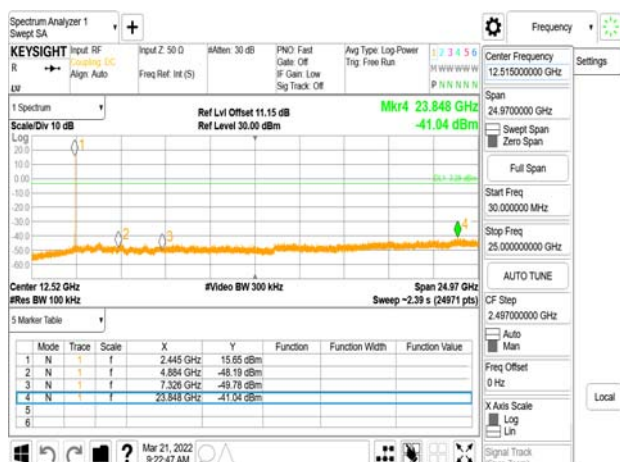 Spectrum Analyzer 1
Swept SA
+
Frequency
KEYSIGHT
R
LV
Input: RF
Coupling: DC
Align: Auto
Input Z: 50 Ω
Freq Ref: Int (S)
#Atten: 30 dB
PNO: Fast
Gate: Off
IF Gain: Low
Sig Track: Off
Avg Type: Log-Power
Trig: Free Run
1 2 3 4 5 6
M W W W W W
P N N N N N
1 Spectrum
Scale/Div 10 dB
Log
Ref Lvl Offset 11.15 dB
Ref Level 30.00 dBm
Mkr4 23.848 GHz
-41.04 dBm
20.0
10.0
0.00
-10.0
-20.0
-30.0
-40.0
-50.0
-60.0
1
2
3
4
Center 12.52 GHz
#Res BW 100 kHz
#Video BW 300 kHz
Span 24.97 GHz
Sweep ~2.39 s (24971 pts)
5 Marker Table
Mode Trace Scale X Y Function Function Width Function Value
1 N 1 f 2.445 GHz 15.65 dBm
2 N 1 f 4.884 GHz -48.19 dBm
3 N 1 f 7.326 GHz -49.78 dBm
4 N 1 f 23.848 GHz -41.04 dBm
5
6
?
Mar 21, 2022
9:22:47 AM
Center Frequency
12.515000000 GHz
Settings
Span
24.9700000 GHz
Swept Span
Zero Span
Full Span
Start Freq
30.000000 MHz
Stop Freq
25.000000000 GHz
AUTO TUNE
CF Step
2.497000000 GHz
Auto
Man
Freq Offset
0 Hz
X Axis Scale
Log
Lin
Local
Signal Track